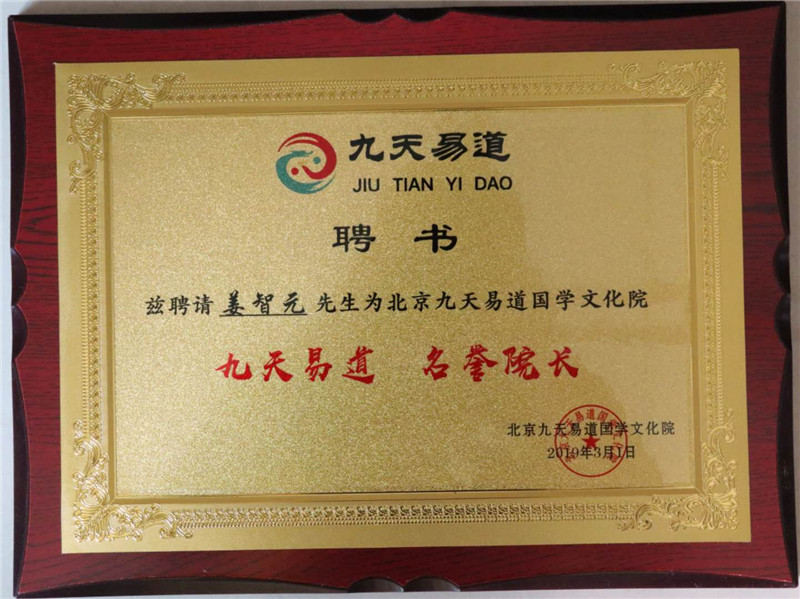 九天易道
JIU TIAN YI DAO
聘 书
兹聘请 姜智元 先生为北京九天易道国学文化院
九天易道 名誉院长
北京九天易道国学文化院
2019年3月1日